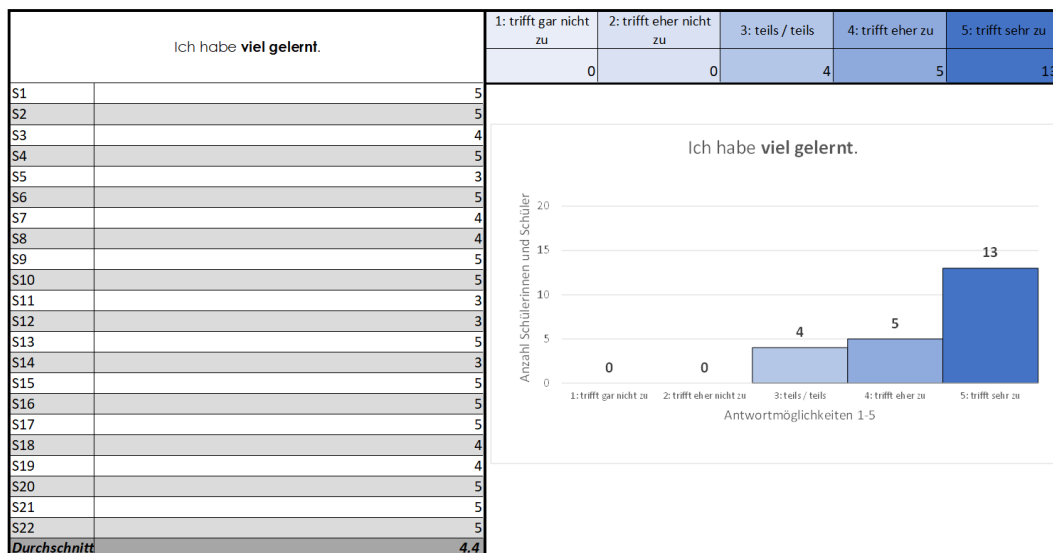 Ich habe viel gelernt.
1: trifft gar nicht zu
2: trifft eher nicht zu
3: teils / teils
4: trifft eher zu
5: trifft sehr zu
0 0 4 5 13
S1 5
S2 5
S3 4
S4 5
S5 3
S6 5
S7 4
S8 4
S9 5
S10 5
S11 3
S12 3
S13 5
S14 3
S15 5
S16 5
S17 5
S18 4
S19 4
S20 5
S21 5
S22 5
Durchschnitt 4.4
Ich habe viel gelernt.
Anzahl Schülerinnen und Schüler
20
15
10
5
0
0 0 4 5 13
1: trifft gar nicht zu 2: trifft eher nicht zu 3: teils / teils 4: trifft eher zu 5: trifft sehr zu
Antwortmöglichkeiten 1-5